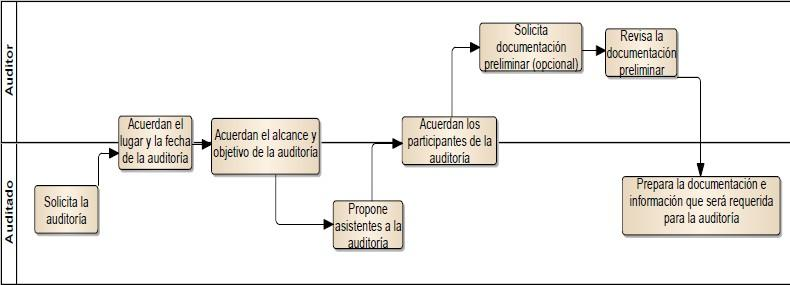 Auditor
Auditado
Solicita la
auditoría
Acuerdan el
lugar y la fecha
de la auditoría
Acuerdan el alcance y
objetivo de la auditoría
Propone
asistentes a la
auditoría
Acuerdan los
participantes de la
auditoría
Solicita
documentación
preliminar (opcional)
Revisa la
documentación
preliminar
Prepara la documentación e
información que será requerida
para la auditoría